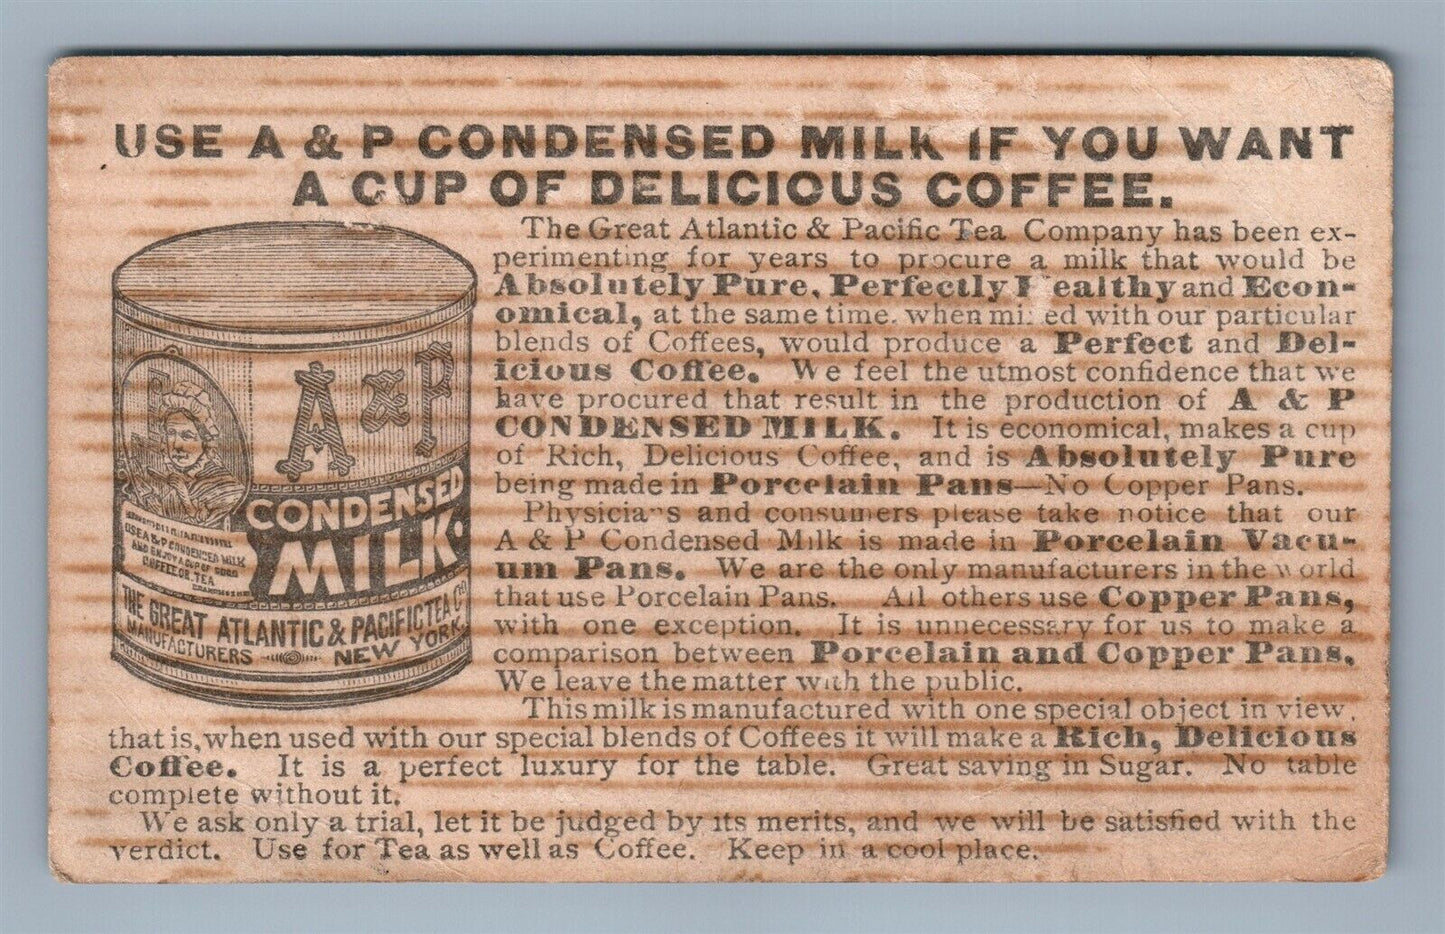 USE A & P CONDENSED MILK IF YOU WANT
A CUP OF DELICIOUS COFFEE.
A & P
CONDENSED
MILK.
USE A & P CONDENSED MILK
AND ENJOY A CUP OF GOOD
COFFEE OR TEA
THE GREAT ATLANTIC & PACIFIC TEA CO
MANUFACTURERS NEW YORK.
The Great Atlantic & Pacific Tea Company has been ex-
perimenting for years to procure a milk that would be
Absolutely Pure, Perfectly Healthy and Econ-
omical, at the same time, when mixed with our particular
blends of Coffees, would produce a Perfect and Del-
icious Coffee. We feel the utmost confidence that we
have procured that result in the production of A & P
CONDENSED MILK. It is economical, makes a cup
of Rich, Delicious Coffee, and is Absolutely Pure
being made in Porcelain Pans—No Copper Pans.
Physicians and consumers please take notice that our
A & P Condensed Milk is made in Porcelain Vacu-
um Pans. We are the only manufacturers in the world
that use Porcelain Pans. All others use Copper Pans,
with one exception. It is unnecessary for us to make a
comparison between Porcelain and Copper Pans.
We leave the matter with the public.
This milk is manufactured with one special object in view,
that is, when used with our special blends of Coffees it will make a Rich, Delicious
Coffee. It is a perfect luxury for the table. Great saving in Sugar. No table
complete without it.
We ask only a trial, let it be judged by its merits, and we will be satisfied with the
verdict. Use for Tea as well as Coffee. Keep in a cool place.